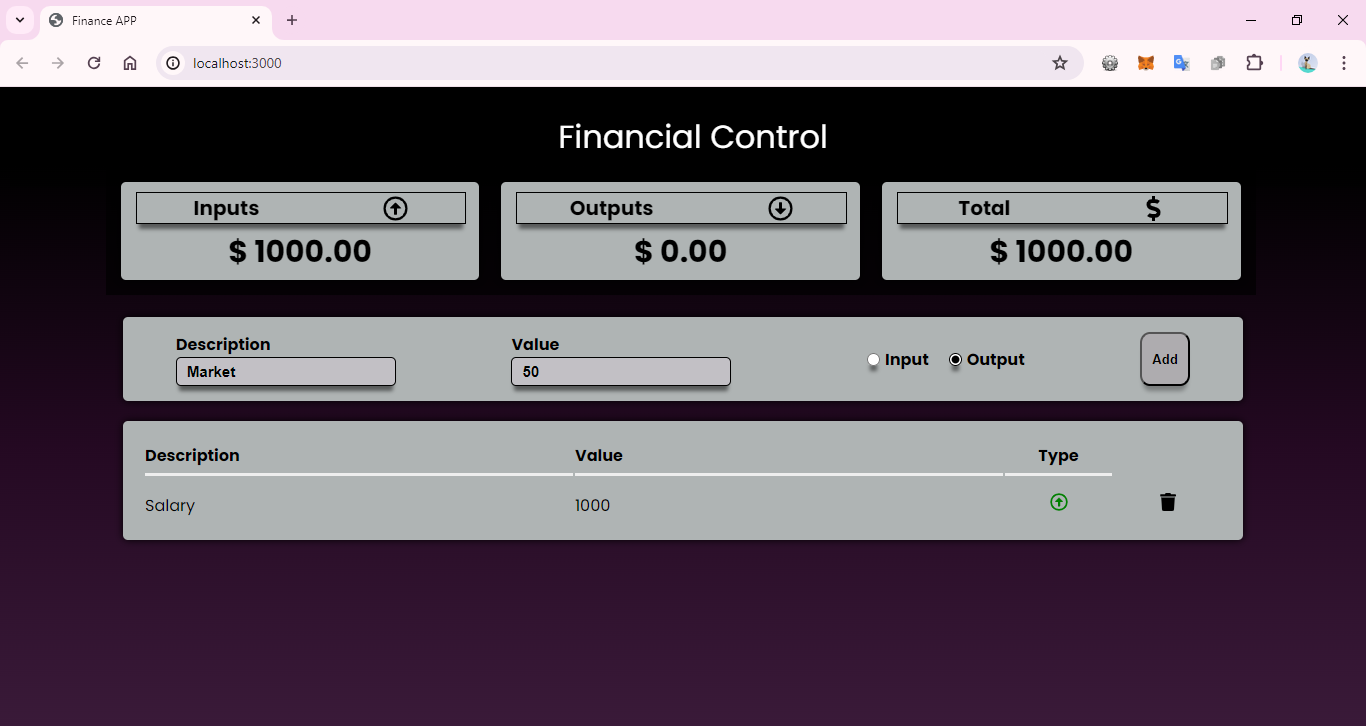 Finance APP
localhost:3000
Financial Control
Inputs
$ 1000.00
Outputs
$ 0.00
Total $
$ 1000.00
Description
Market
Value
50
Input
Output
Add
Description Value Type
Salary 1000